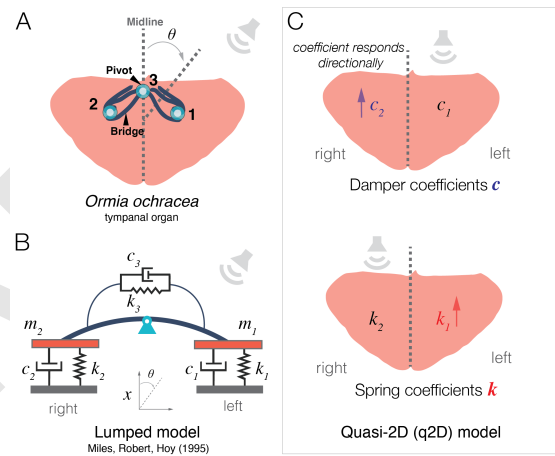 A
Midline
θ
Pivot
3
2
1
Bridge
Ormia ochracea
tympanal organ
B
c3
k3
m2
m1
c2
k2
c1
k1
x
θ
right
left
Lumped model
Miles, Robert, Hoy (1995)
C
coefficient responds
directionally
c2
c1
right
left
Damper coefficients c
k2
k1
right
left
Spring coefficients k
Quasi-2D (q2D) model